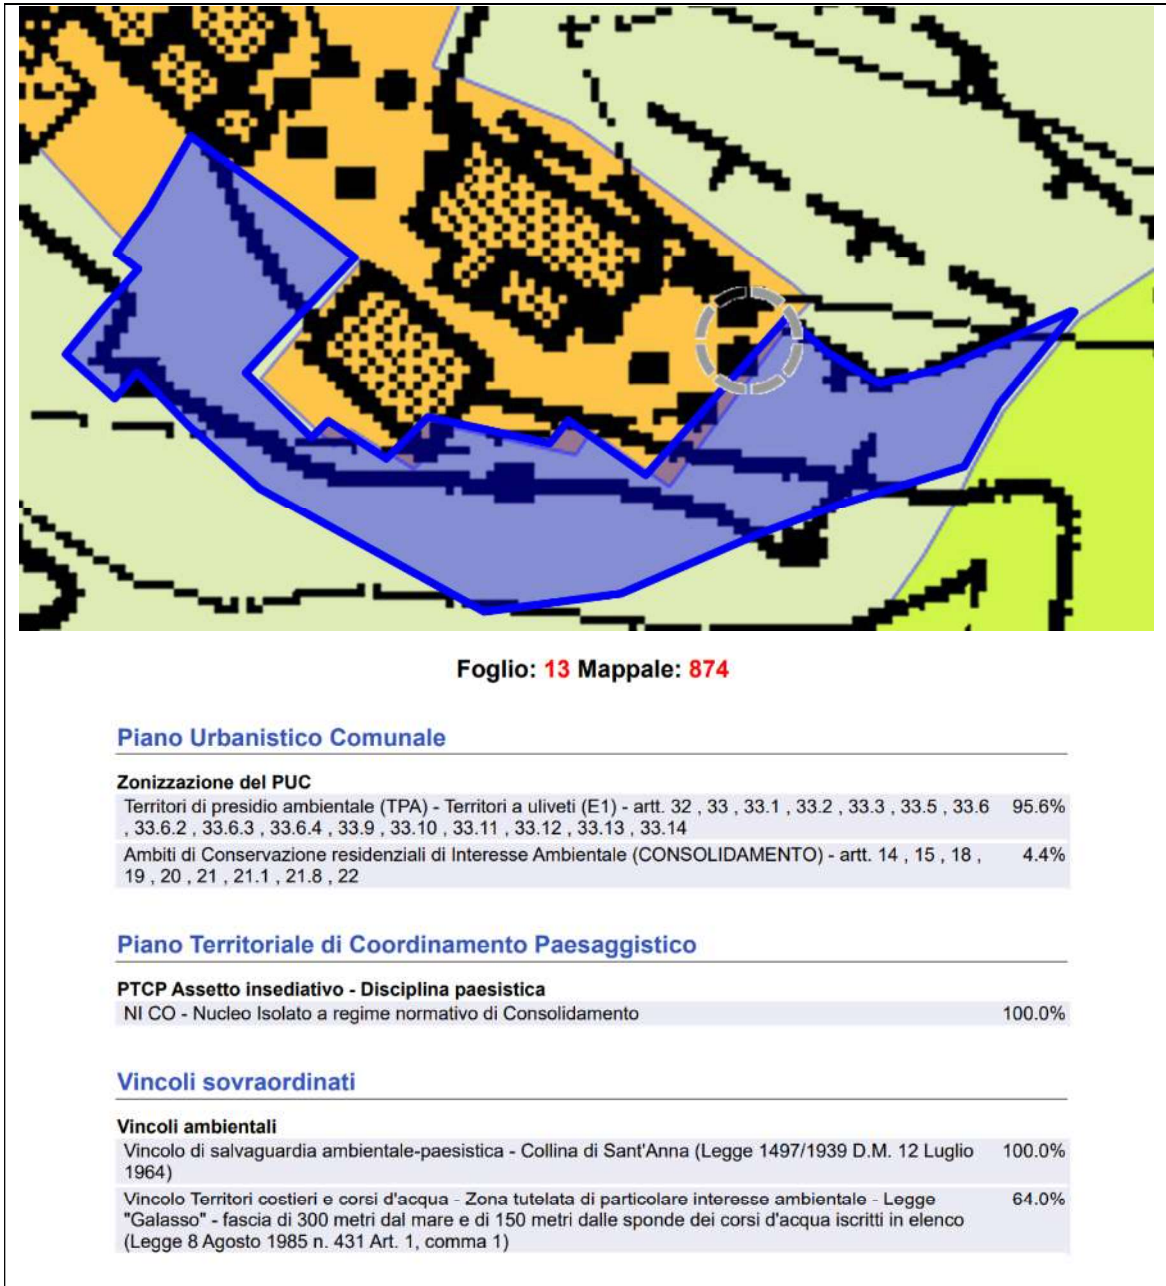 Foglio: 13 Mappale: 874
Piano Urbanistico Comunale
Zonizzazione del PUC
Territori di presidio ambientale (TPA) - Territori a uliveti (E1) - artt. 32 , 33 , 33.1 , 33.2 , 33.3 , 33.5 , 33.6 95.6%
, 33.6.2 , 33.6.3 , 33.6.4 , 33.9 , 33.10 , 33.11 , 33.12 , 33.13 , 33.14
Ambiti di Conservazione residenziali di Interesse Ambientale (CONSOLIDAMENTO) - artt. 14 , 15 , 18 , 4.4%
19 , 20 , 21 , 21.1 , 21.8 , 22
Piano Territoriale di Coordinamento Paesaggistico
PTCP Assetto insediativo - Disciplina paesistica
NI CO - Nucleo Isolato a regime normativo di Consolidamento 100.0%
Vincoli sovraordinati
Vincoli ambientali
Vincolo di salvaguardia ambientale-paesistica - Collina di Sant'Anna (Legge 1497/1939 D.M. 12 Luglio 100.0%
1964)
Vincolo Territori costieri e corsi d'acqua - Zona tutelata di particolare interesse ambientale - Legge 64.0%
"Galasso" - fascia di 300 metri dal mare e di 150 metri dalle sponde dei corsi d'acqua iscritti in elenco
(Legge 8 Agosto 1985 n. 431 Art. 1, comma 1)